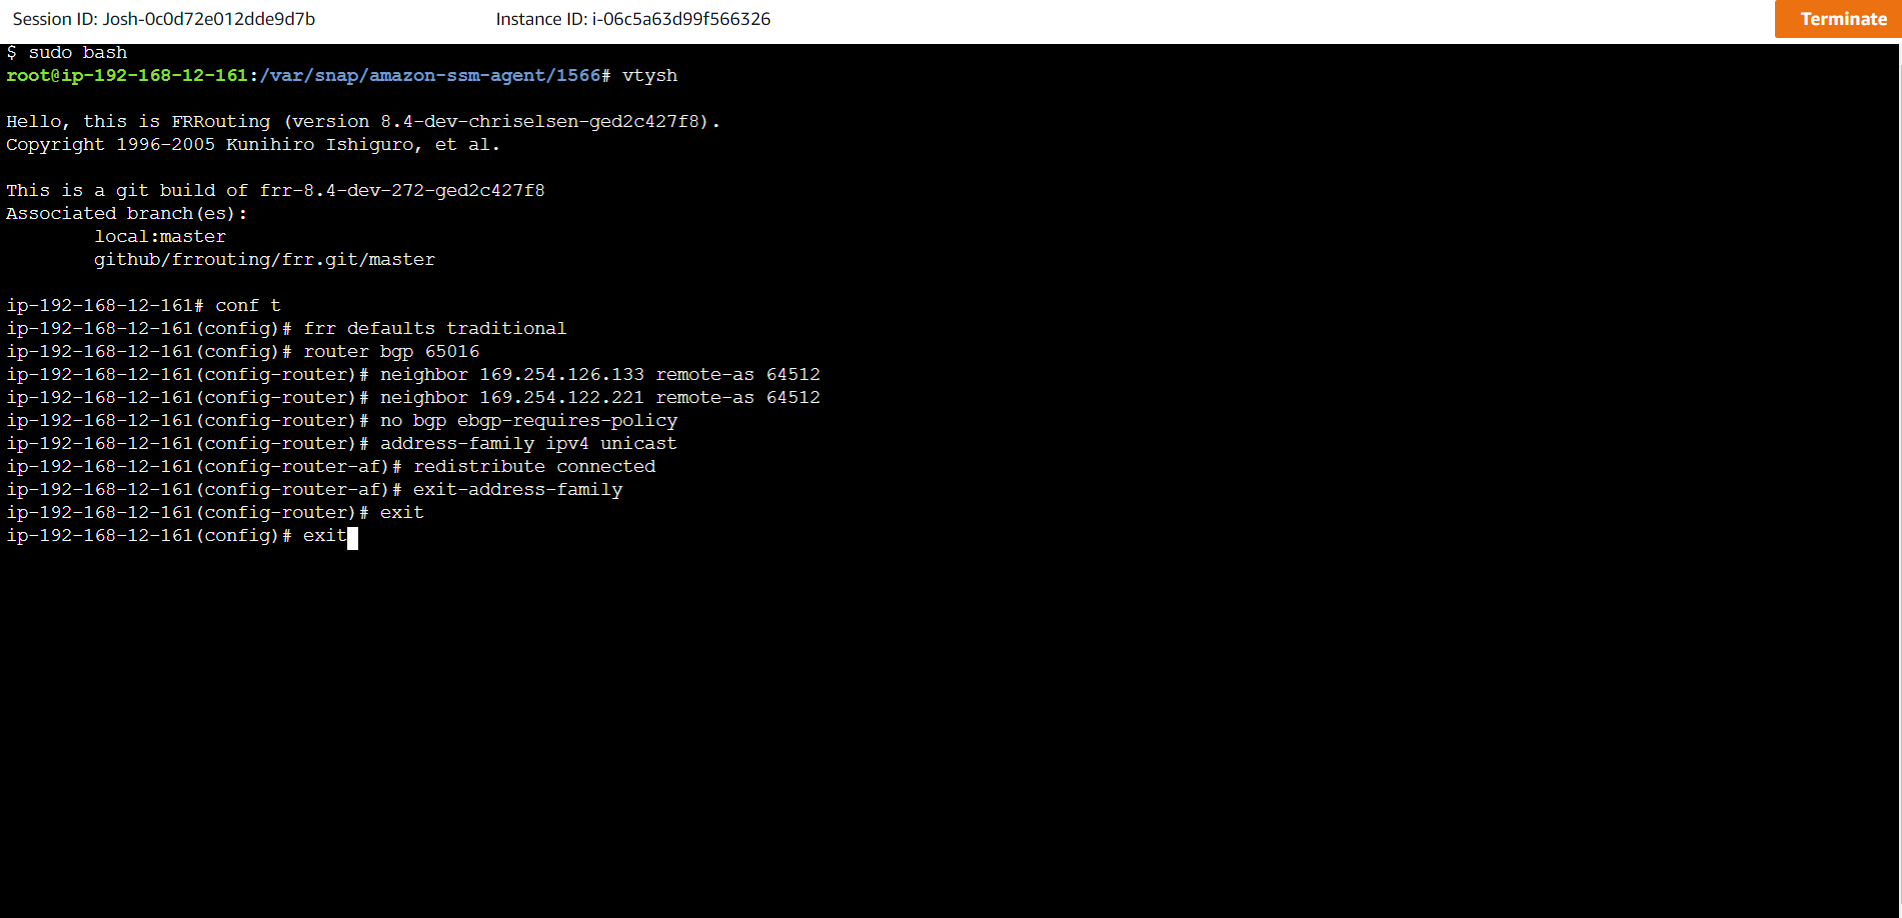 Session ID: Josh-0c0d72e012dde9d7b Instance ID: i-06c5a63d99f566326 Terminate
$ sudo bash
root@ip-192-168-12-161:/var/snap/amazon-ssm-agent/1566# vtysh
Hello, this is FRRouting (version 8.4-dev-chriselsen-ged2c427f8).
Copyright 1996-2005 Kunihiro Ishiguro, et al.
This is a git build of frr-8.4-dev-272-ged2c427f8
Associated branch(es):
local:master
github/frrouting/frr.git/master
ip-192-168-12-161# conf t
ip-192-168-12-161(config)# frr defaults traditional
ip-192-168-12-161(config)# router bgp 65016
ip-192-168-12-161(config-router)# neighbor 169.254.126.133 remote-as 64512
ip-192-168-12-161(config-router)# neighbor 169.254.122.221 remote-as 64512
ip-192-168-12-161(config-router)# no bgp ebgp-requires-policy
ip-192-168-12-161(config-router)# address-family ipv4 unicast
ip-192-168-12-161(config-router-af)# redistribute connected
ip-192-168-12-161(config-router-af)# exit-address-family
ip-192-168-12-161(config-router)# exit
ip-192-168-12-161(config)# exit